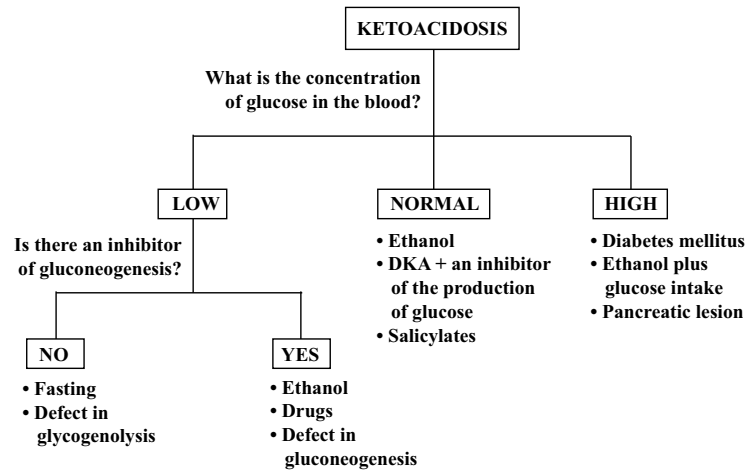 KETOACIDOSIS
What is the concentration
of glucose in the blood?
LOW
NORMAL
HIGH
Is there an inhibitor
of gluconeogenesis?
• Ethanol
• DKA + an inhibitor
of the production
of glucose
• Salicylates
• Diabetes mellitus
• Ethanol plus
glucose intake
• Pancreatic lesion
NO
YES
• Fasting
• Defect in
glycogenolysis
• Ethanol
• Drugs
• Defect in
gluconeogenesis